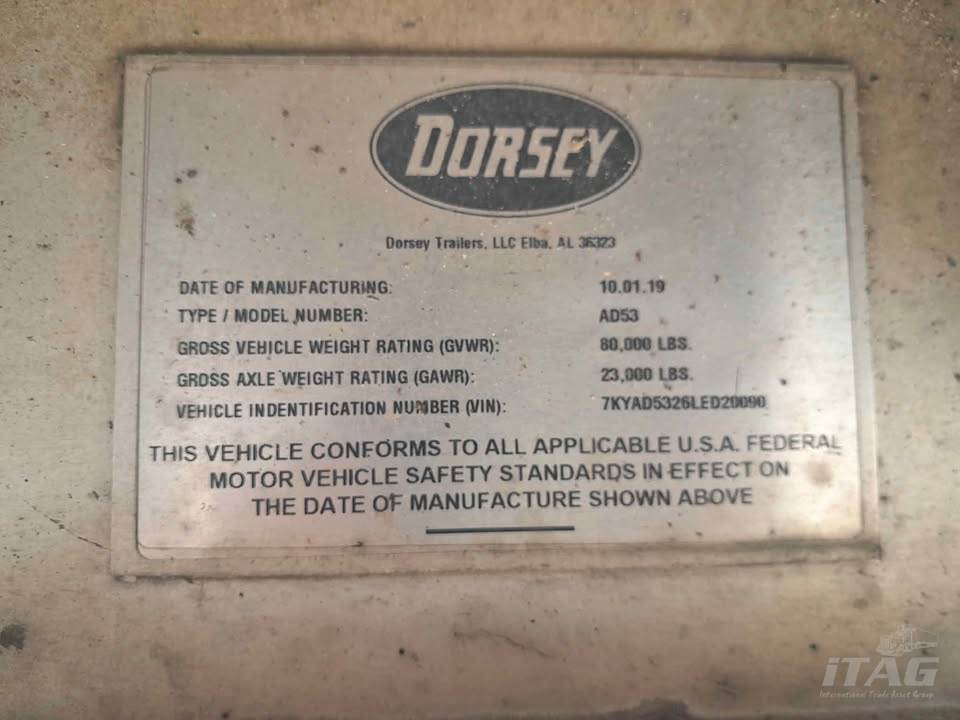 DORSEY
Dorsey Trailers, LLC Elba, AL 36323
DATE OF MANUFACTURING: 10.01.19
TYPE / MODEL NUMBER: AD53
GROSS VEHICLE WEIGHT RATING (GVWR): 80,000 LBS.
GROSS AXLE WEIGHT RATING (GAWR): 23,000 LBS.
VEHICLE INDENTIFICATION NUMBER (VIN): 7KYAD5326LED20090
THIS VEHICLE CONFORMS TO ALL APPLICABLE U.S.A. FEDERAL
MOTOR VEHICLE SAFETY STANDARDS IN EFFECT ON
THE DATE OF MANUFACTURE SHOWN ABOVE
iTAG
International Trade Asset Group